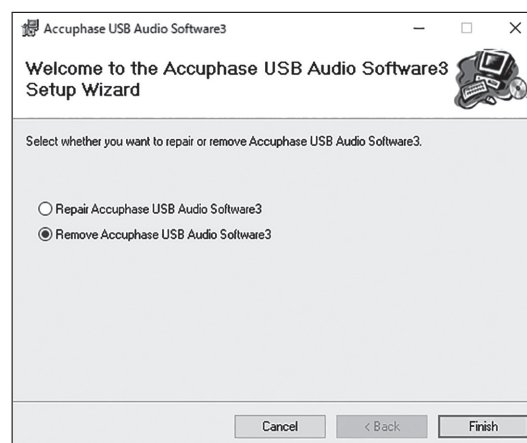 Accuphase USB Audio Software3
Welcome to the Accuphase USB Audio Software3
Setup Wizard
Select whether you want to repair or remove Accuphase USB Audio Software3.
Repair Accuphase USB Audio Software3
Remove Accuphase USB Audio Software3
Cancel
< Back
Finish